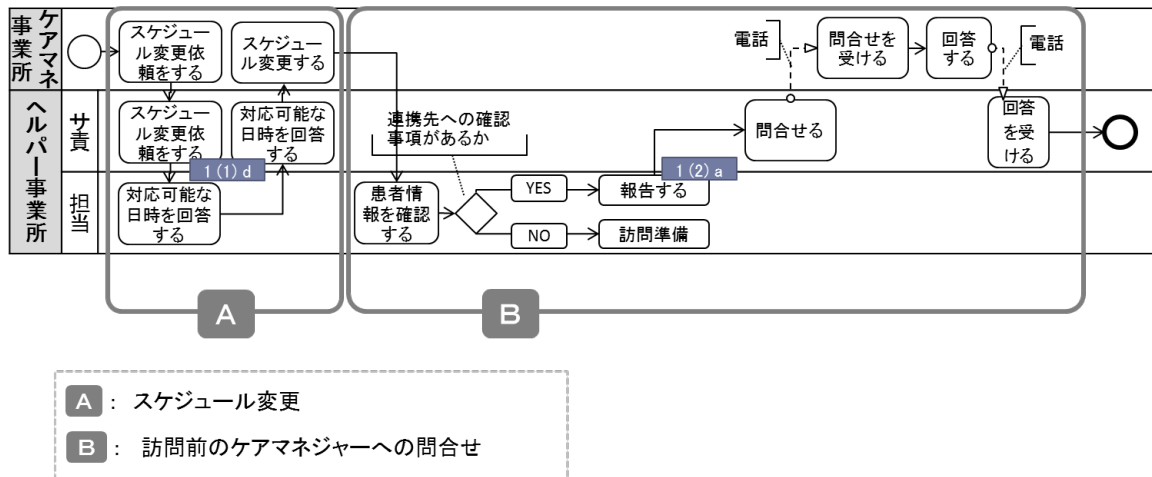 ケアマネ
事業所
スケジュー
ル変更依
頼をする
スケジュー
ル変更する
電話
問合せを
受ける
回答
する
電話
ヘルパー事業所
サ責
スケジュー
ル変更依
頼をする
対応可能な
日時を回答
する
連携先への確認
事項があるか
問合せる
回答
を受
ける
1 (1) d
1 (2) a
担当
対応可能な
日時を回答
する
患者情
報を確認
する
YES
報告する
NO
訪問準備
A
B
A : スケジュール変更
B : 訪問前のケアマネジャーへの問合せ